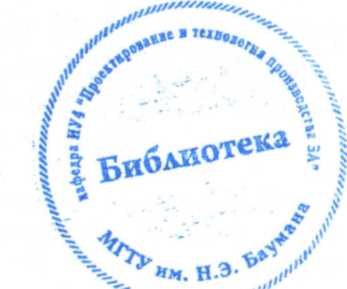 кафедра ИУ4 "Проектирование и технология производства ЭА"
Библиотека
МГТУ им. Н.Э. Баумана